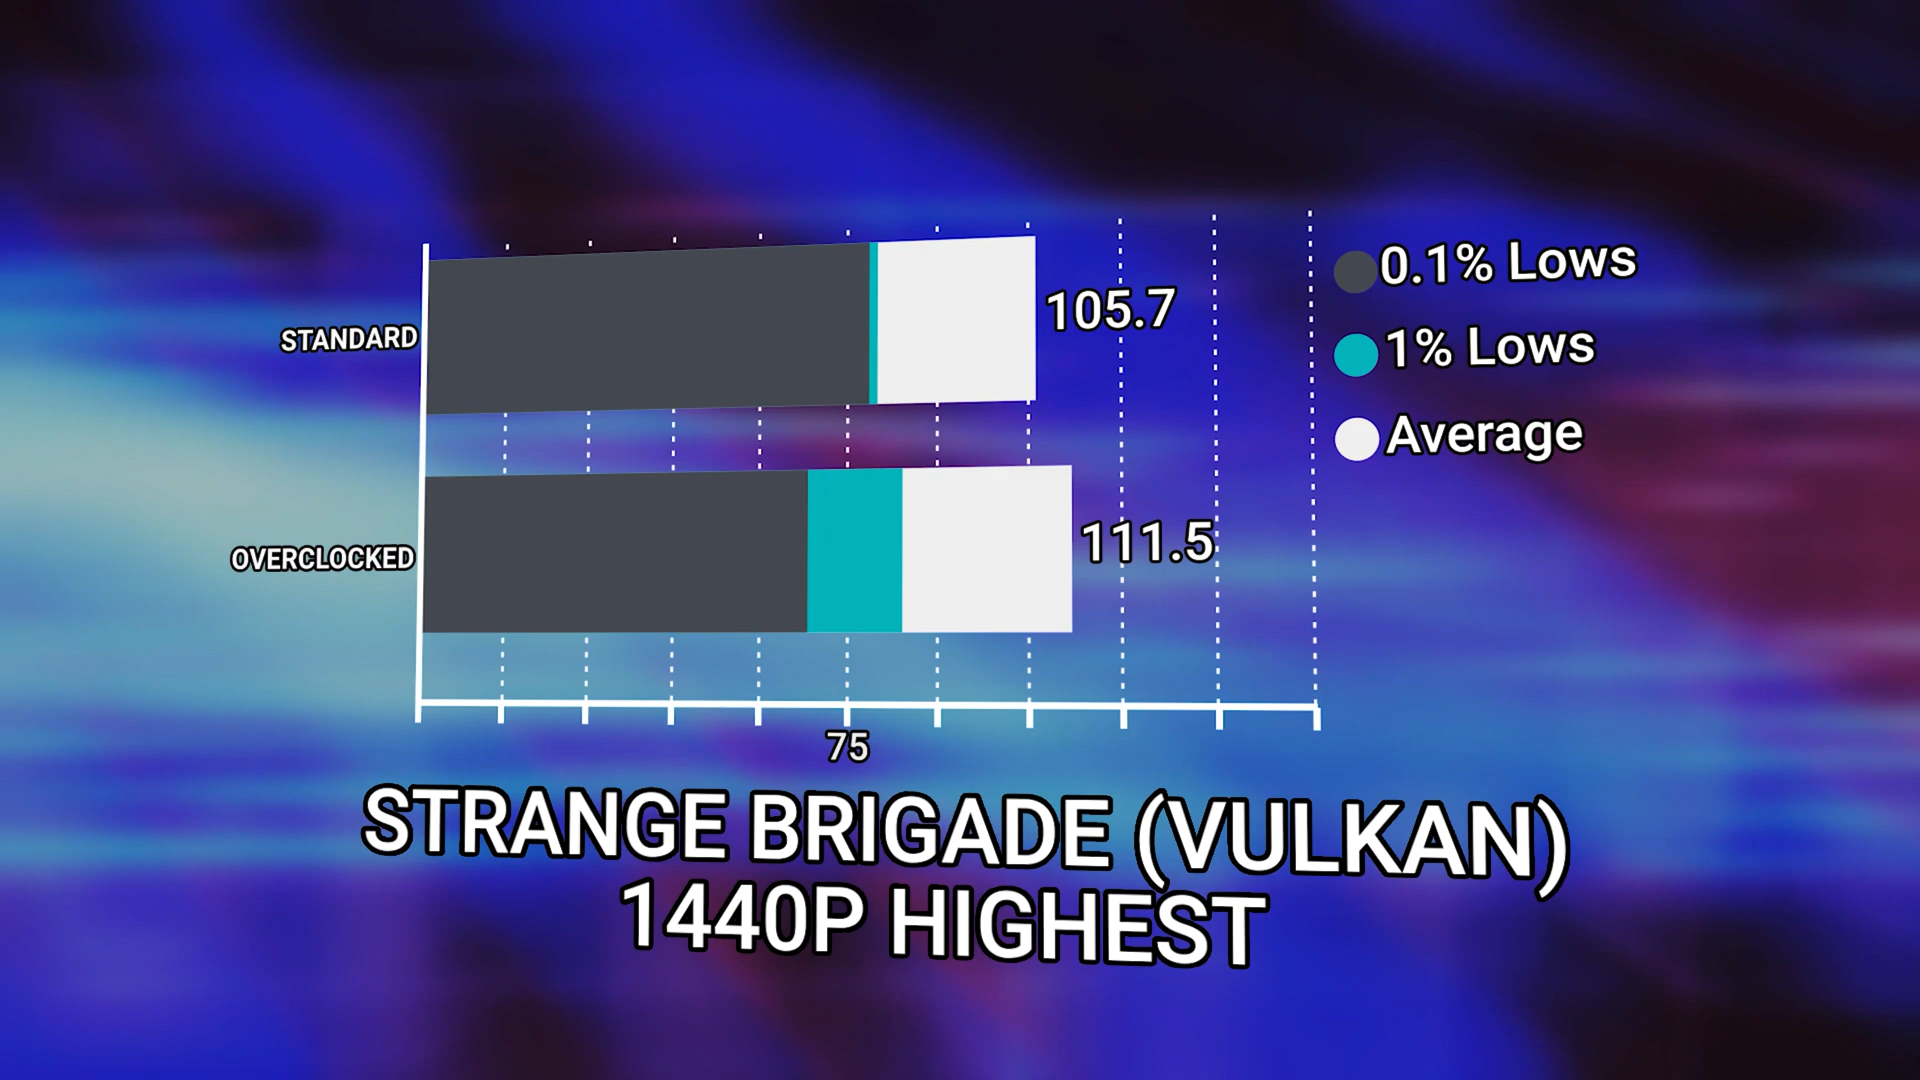 STANDARD
105.7
OVERCLOCKED
111.5
0.1% Lows
1% Lows
Average
75
STRANGE BRIGADE (VULKAN)
1440P HIGHEST